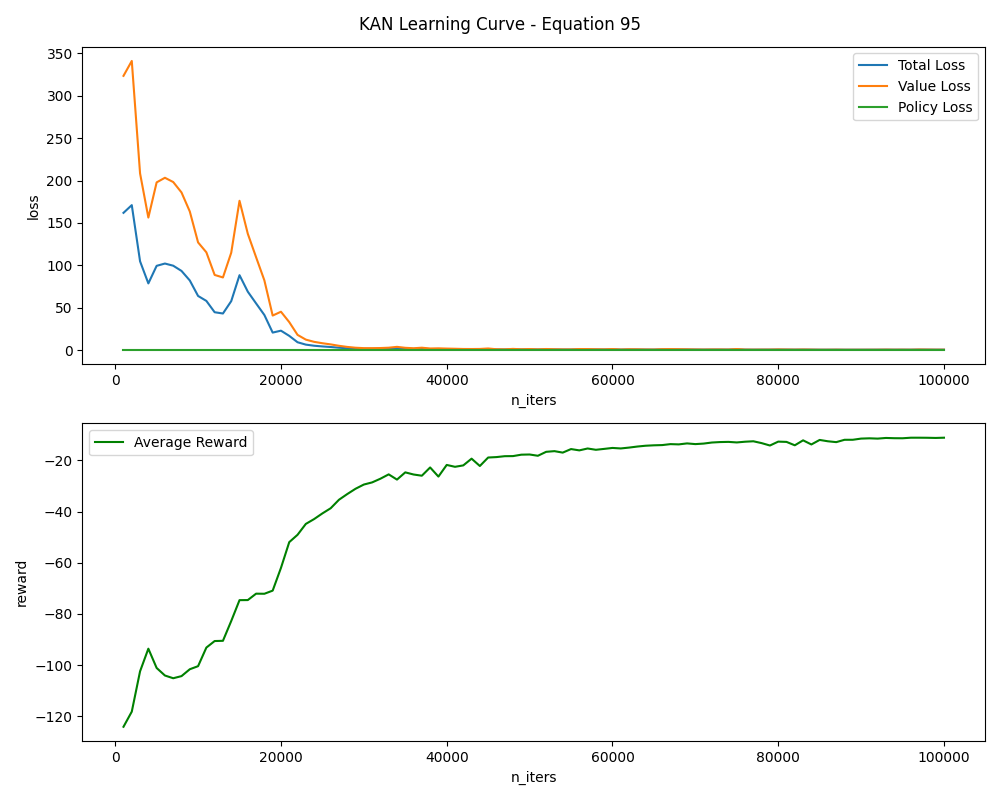 KAN Learning Curve - Equation 95
350
300
250
200
150
100
50
0
loss
Total Loss
Value Loss
Policy Loss
0 20000 40000 60000 80000 100000
n_iters
Average Reward
−20
−40
−60
−80
−100
−120
reward
0 20000 40000 60000 80000 100000
n_iters